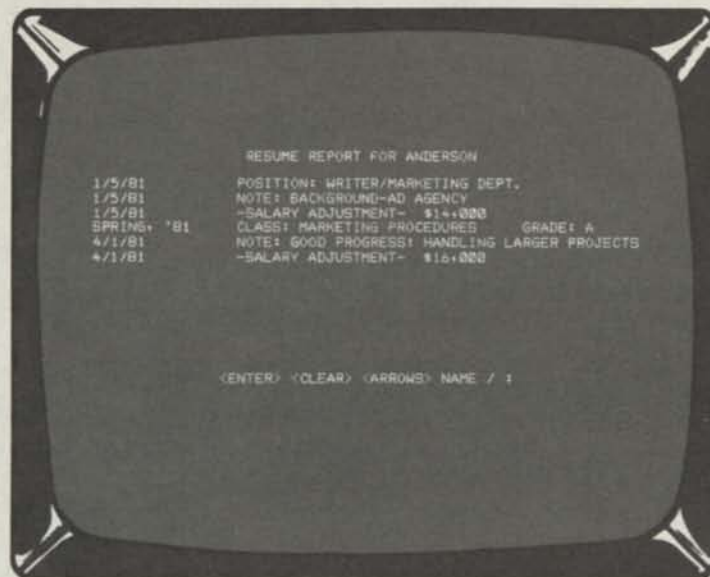 RESUME REPORT FOR ANDERSON
1/5/81 POSITION: WRITER/MARKETING DEPT.
1/5/81 NOTE: BACKGROUND-AD AGENCY
1/5/81 -SALARY ADJUSTMENT- $14,000
SPRING, '81 CLASS: MARKETING PROCEDURES GRADE: A
4/1/81 NOTE: GOOD PROGRESS: HANDLING LARGER PROJECTS
4/1/81 -SALARY ADJUSTMENT- $16,000
<ENTER> <CLEAR> <ARROWS> NAME / :